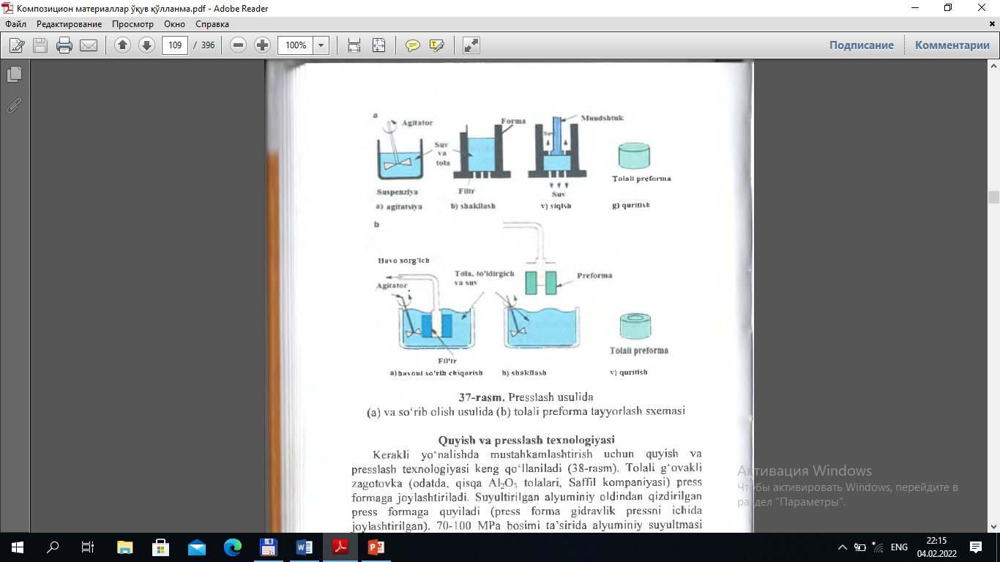 Композицион материаллар ўқув қўлланма.pdf - Adobe Reader
Файл Редактирование Просмотр Окно Справка
109 / 396 100% Подписание Комментарии
a
Agitator
Forma
Mundshtuk
Suv
va
tola
Suv
Suspenziya
Filtr
Suv
Tolali preforma
a) agitatsiya b) shakllash v) siqish g) quritish
b
Havo sorg'ich
Agitator
Tola, to'ldirgich
va suv
Preforma
Tolali preforma
Fil'tr
a) havoni so'rib chiqarish b) shakllash v) quritish
37-rasm. Presslash usulida
(a) va so‘rib olish usulida (b) tolali preforma tayyorlash sxemasi
Quyish va presslash texnologiyasi
Kerakli yo‘nalishda mustahkamlashtirish uchun quyish va
presslash texnologiyasi keng qo‘llaniladi (38-rasm). Tolali g‘ovakli
zagotovka (odatda, qisqa Al₂O₃ tolalari, Saffil kompaniyasi) press
formaga joylashtiriladi. Suyultirilgan alyuminiy oldindan qizdirilgan
press formaga quyiladi (press forma gidravlik pressni ichida
joylashtirilgan). 70-100 MPa bosimi ta’sirida alyuminiy suyultmasi
Активация Windows
Чтобы активировать Windows, перейдите в
раздел "Параметры".
ENG
22:15
04.02.2022